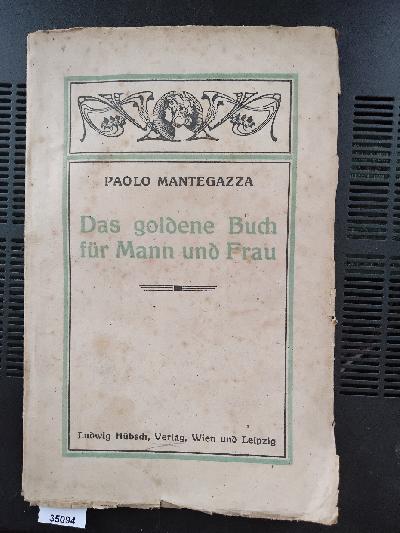 PAOLO MANTEGAZZA
Das goldene Buch
für Mann und Frau
Ludwig Hübsch, Verlag, Wien und Leipzig
35094